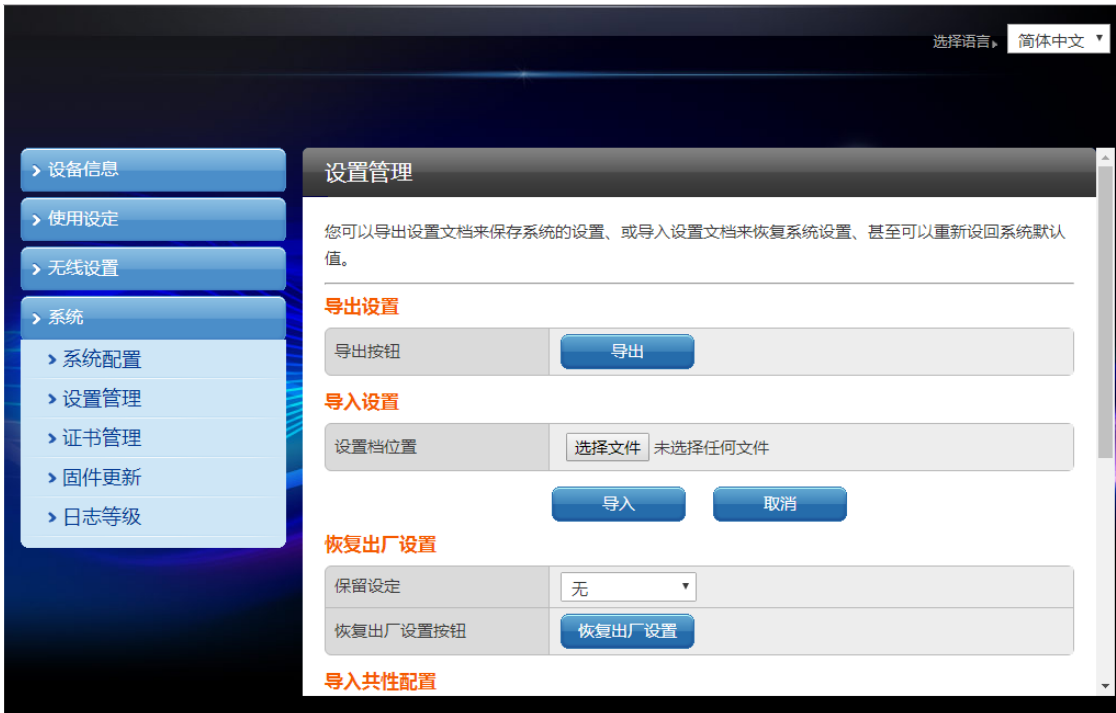 选择语言 简体中文
设备信息
使用设定
无线设置
系统
系统配置
设置管理
证书管理
固件更新
日志等级
设置管理
您可以导出设置文档来保存系统的设置、或导入设置文档来恢复系统设置、甚至可以重新设回系统默认
值。
导出设置
导出按钮 导出
导入设置
设置档位置 选择文件 未选择任何文件
导入 取消
恢复出厂设置
保留设定 无
恢复出厂设置按钮 恢复出厂设置
导入共性配置